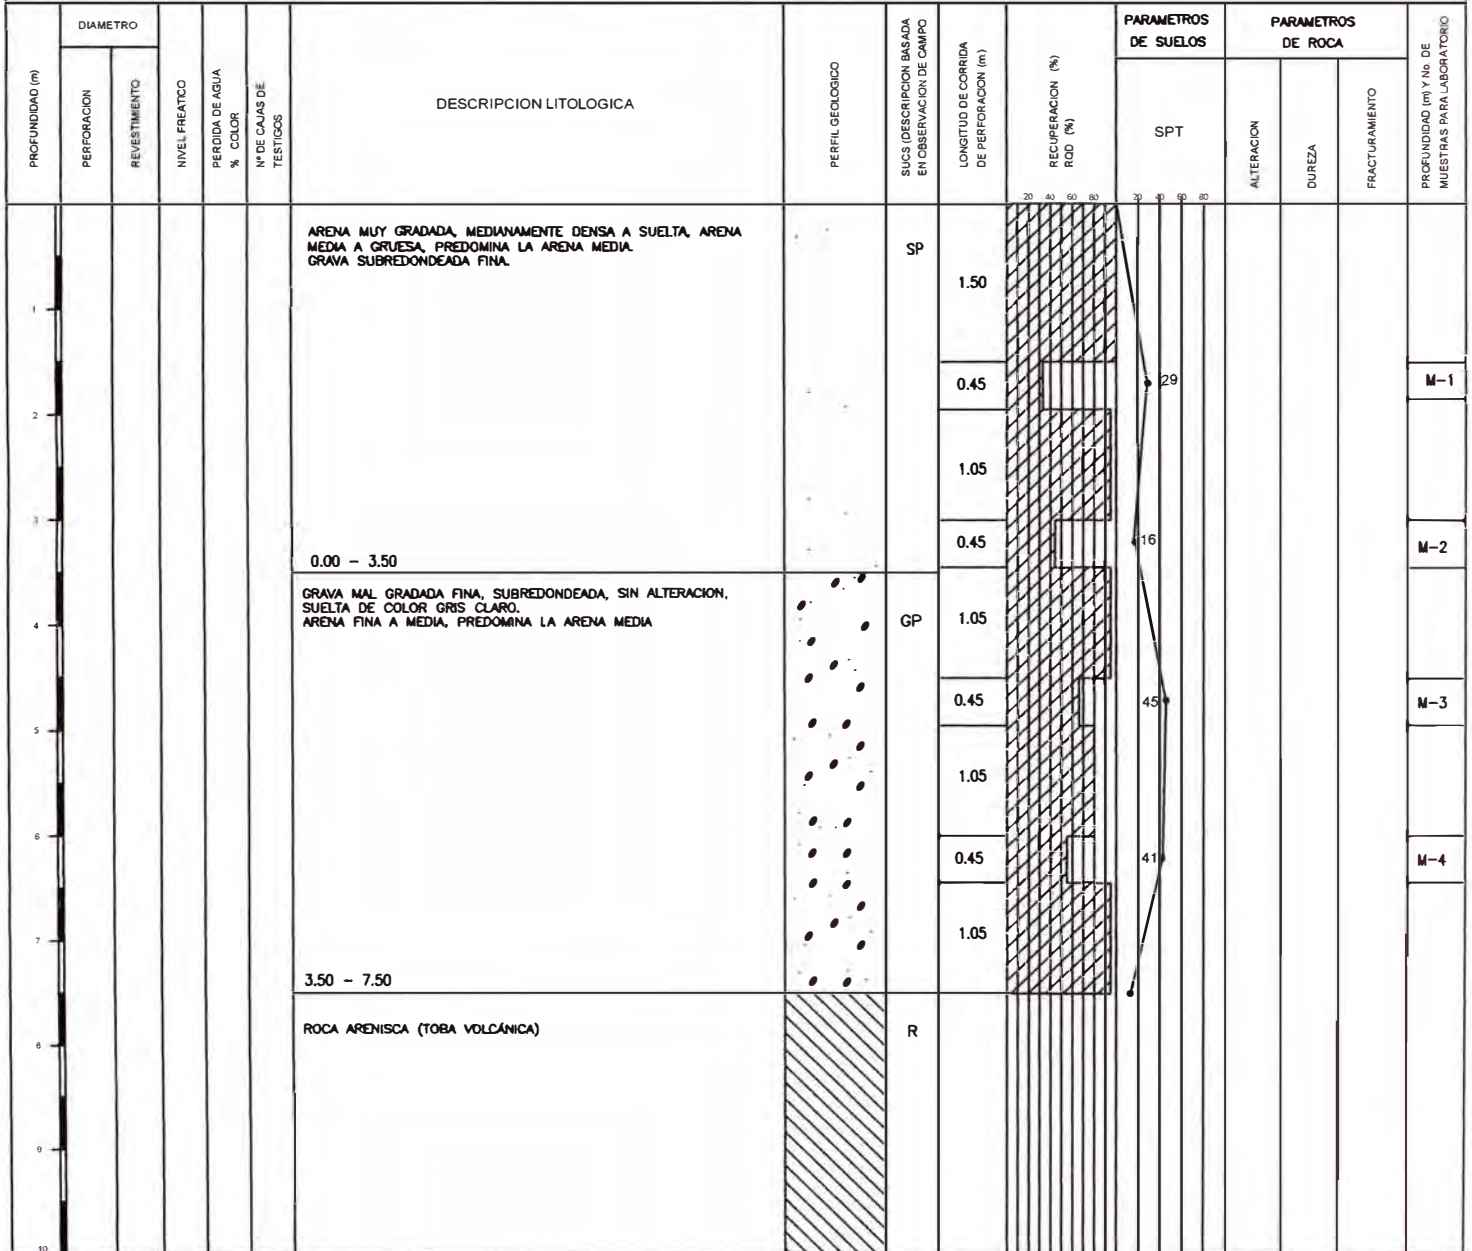 DIAMETRO
PROFUNDIDAD (m)
PERFORACION
REVESTIMIENTO
NIVEL FREATICO
PERDIDA DE AGUA
% COLOR
Nº DE CAJAS DE
TESTIGOS
DESCRIPCION LITOLOGICA
PERFIL GEOLOGICO
SUCS (DESCRIPCION BASADA
EN OBSERVACION DE CAMPO
LONGITUD DE CORRIDA
DE PERFORACION (m)
RECUPERACION (%)
RQD (%)
PARAMETROS
DE SUELOS
SPT
PARAMETROS
DE ROCA
ALTERACION
DUREZA
FRACTURAMIENTO
PROFUNDIDAD (m) Y No. DE
MUESTRAS PARA LABORATORIO
20 40 60 80
20 40 60 80
ARENA MUY GRADADA, MEDIANAMENTE DENSA A SUELTA, ARENA
MEDIA A GRUESA, PREDOMINA LA ARENA MEDIA.
GRAVA SUBREDONDEADA FINA.
SP
1.50
1
0.45
29
M-1
2
1.05
3
0.45
16
M-2
0.00 - 3.50
GRAVA MAL GRADADA FINA, SUBREDONDEADA, SIN ALTERACION,
SUELTA DE COLOR GRIS CLARO.
ARENA FINA A MEDIA, PREDOMINA LA ARENA MEDIA
GP
1.05
4
0.45
45
M-3
5
1.05
6
0.45
41
M-4
1.05
7
3.50 - 7.50
ROCA ARENISCA (TOBA VOLCÁNICA)
R
8
9
10